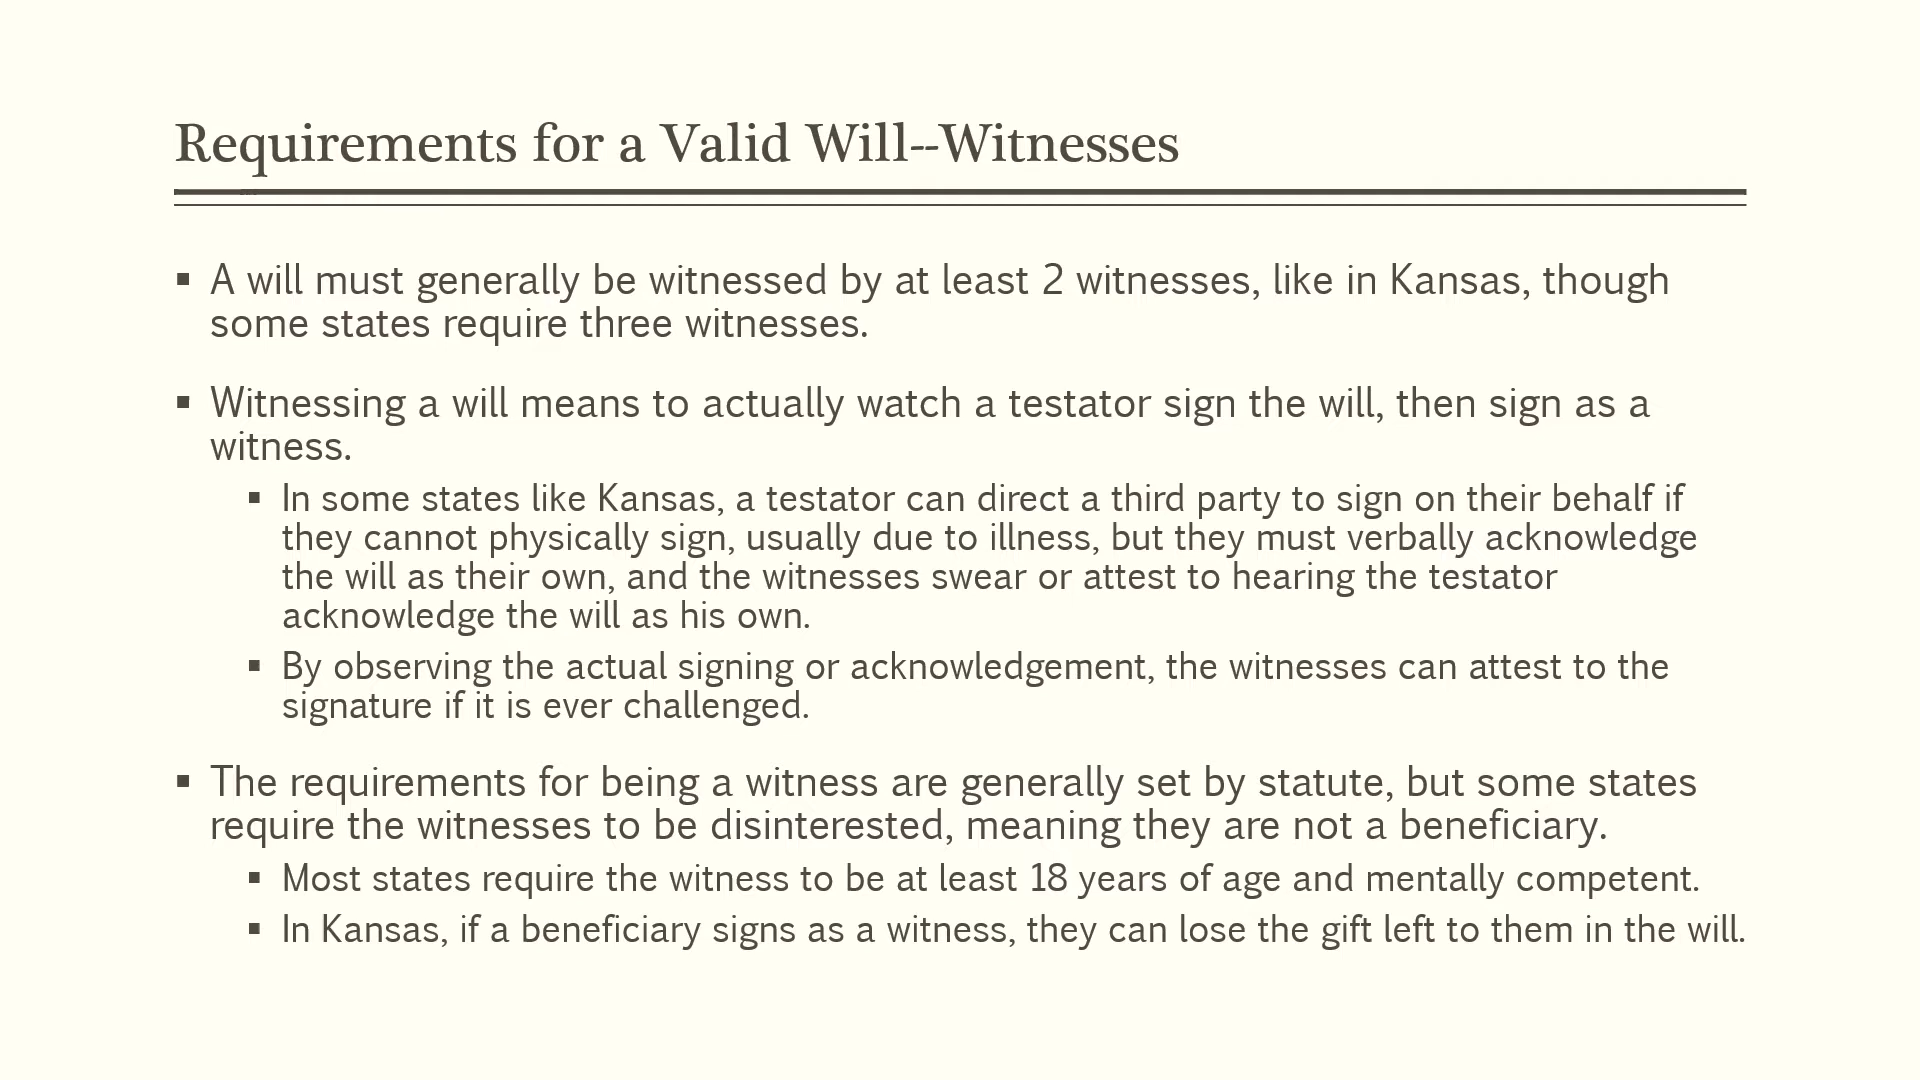 Requirements for a Valid Will--Witnesses
▪ A will must generally be witnessed by at least 2 witnesses, like in Kansas, though
some states require three witnesses.
▪ Witnessing a will means to actually watch a testator sign the will, then sign as a
witness.
▪ In some states like Kansas, a testator can direct a third party to sign on their behalf if
they cannot physically sign, usually due to illness, but they must verbally acknowledge
the will as their own, and the witnesses swear or attest to hearing the testator
acknowledge the will as his own.
▪ By observing the actual signing or acknowledgement, the witnesses can attest to the
signature if it is ever challenged.
▪ The requirements for being a witness are generally set by statute, but some states
require the witnesses to be disinterested, meaning they are not a beneficiary.
▪ Most states require the witness to be at least 18 years of age and mentally competent.
▪ In Kansas, if a beneficiary signs as a witness, they can lose the gift left to them in the will.